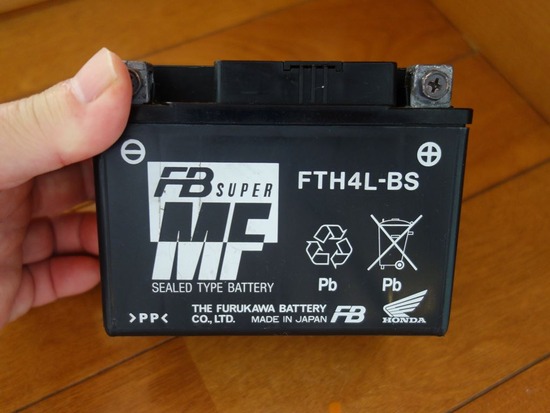 ⊖ ⊕
FB SUPER
MF
SEALED TYPE BATTERY
FTH4L-BS
Pb Pb
>PP<
THE FURUKAWA BATTERY
CO., LTD. MADE IN JAPAN FB
HONDA